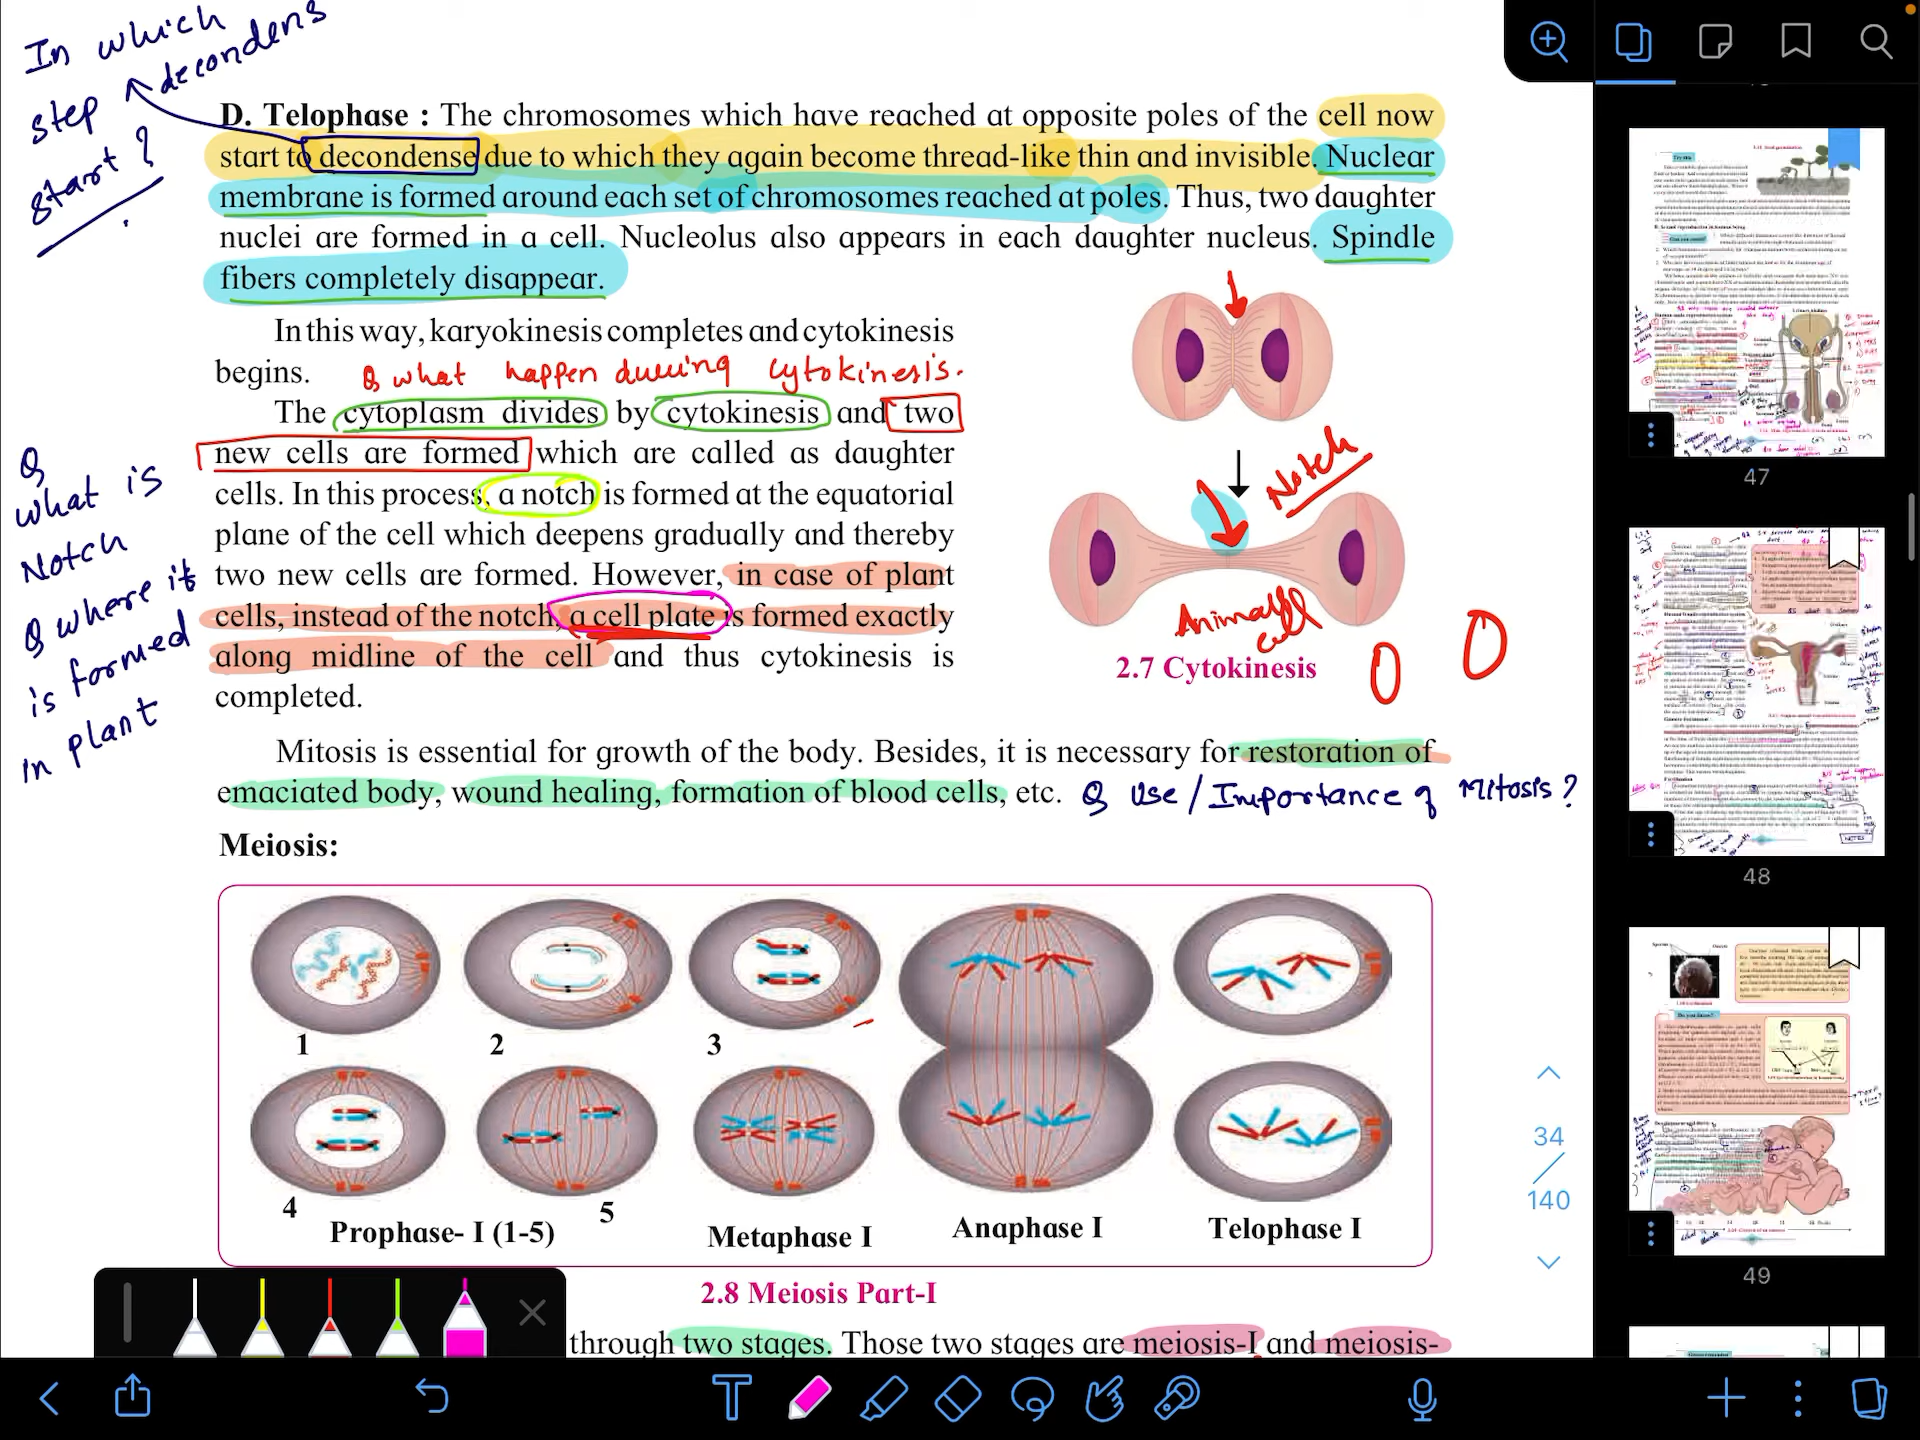 In which
step decondens
start ?
D. Telophase : The chromosomes which have reached at opposite poles of the cell now
start to decondense due to which they again become thread-like thin and invisible. Nuclear
membrane is formed around each set of chromosomes reached at poles. Thus, two daughter
nuclei are formed in a cell. Nucleolus also appears in each daughter nucleus. Spindle
fibers completely disappear.
In this way, karyokinesis completes and cytokinesis
begins.
Q what happen during cytokinesis.
The cytoplasm divides by cytokinesis and two
new cells are formed which are called as daughter
cells. In this process, a notch is formed at the equatorial
plane of the cell which deepens gradually and thereby
two new cells are formed. However, in case of plant
cells, instead of the notch, a cell plate is formed exactly
along midline of the cell and thus cytokinesis is
completed.
Q
what is
Notch
Q where it
is formed
in plant
Notch
Animal
cell
2.7 Cytokinesis
Mitosis is essential for growth of the body. Besides, it is necessary for restoration of
emaciated body, wound healing, formation of blood cells, etc.
Q Use / Importance of Mitosis ?
Meiosis:
1
2
3
4
5
Prophase- I (1-5)
Metaphase I
Anaphase I
Telophase I
2.8 Meiosis Part-I
through two stages. Those two stages are meiosis-I and meiosis-
34
140
47
48
49